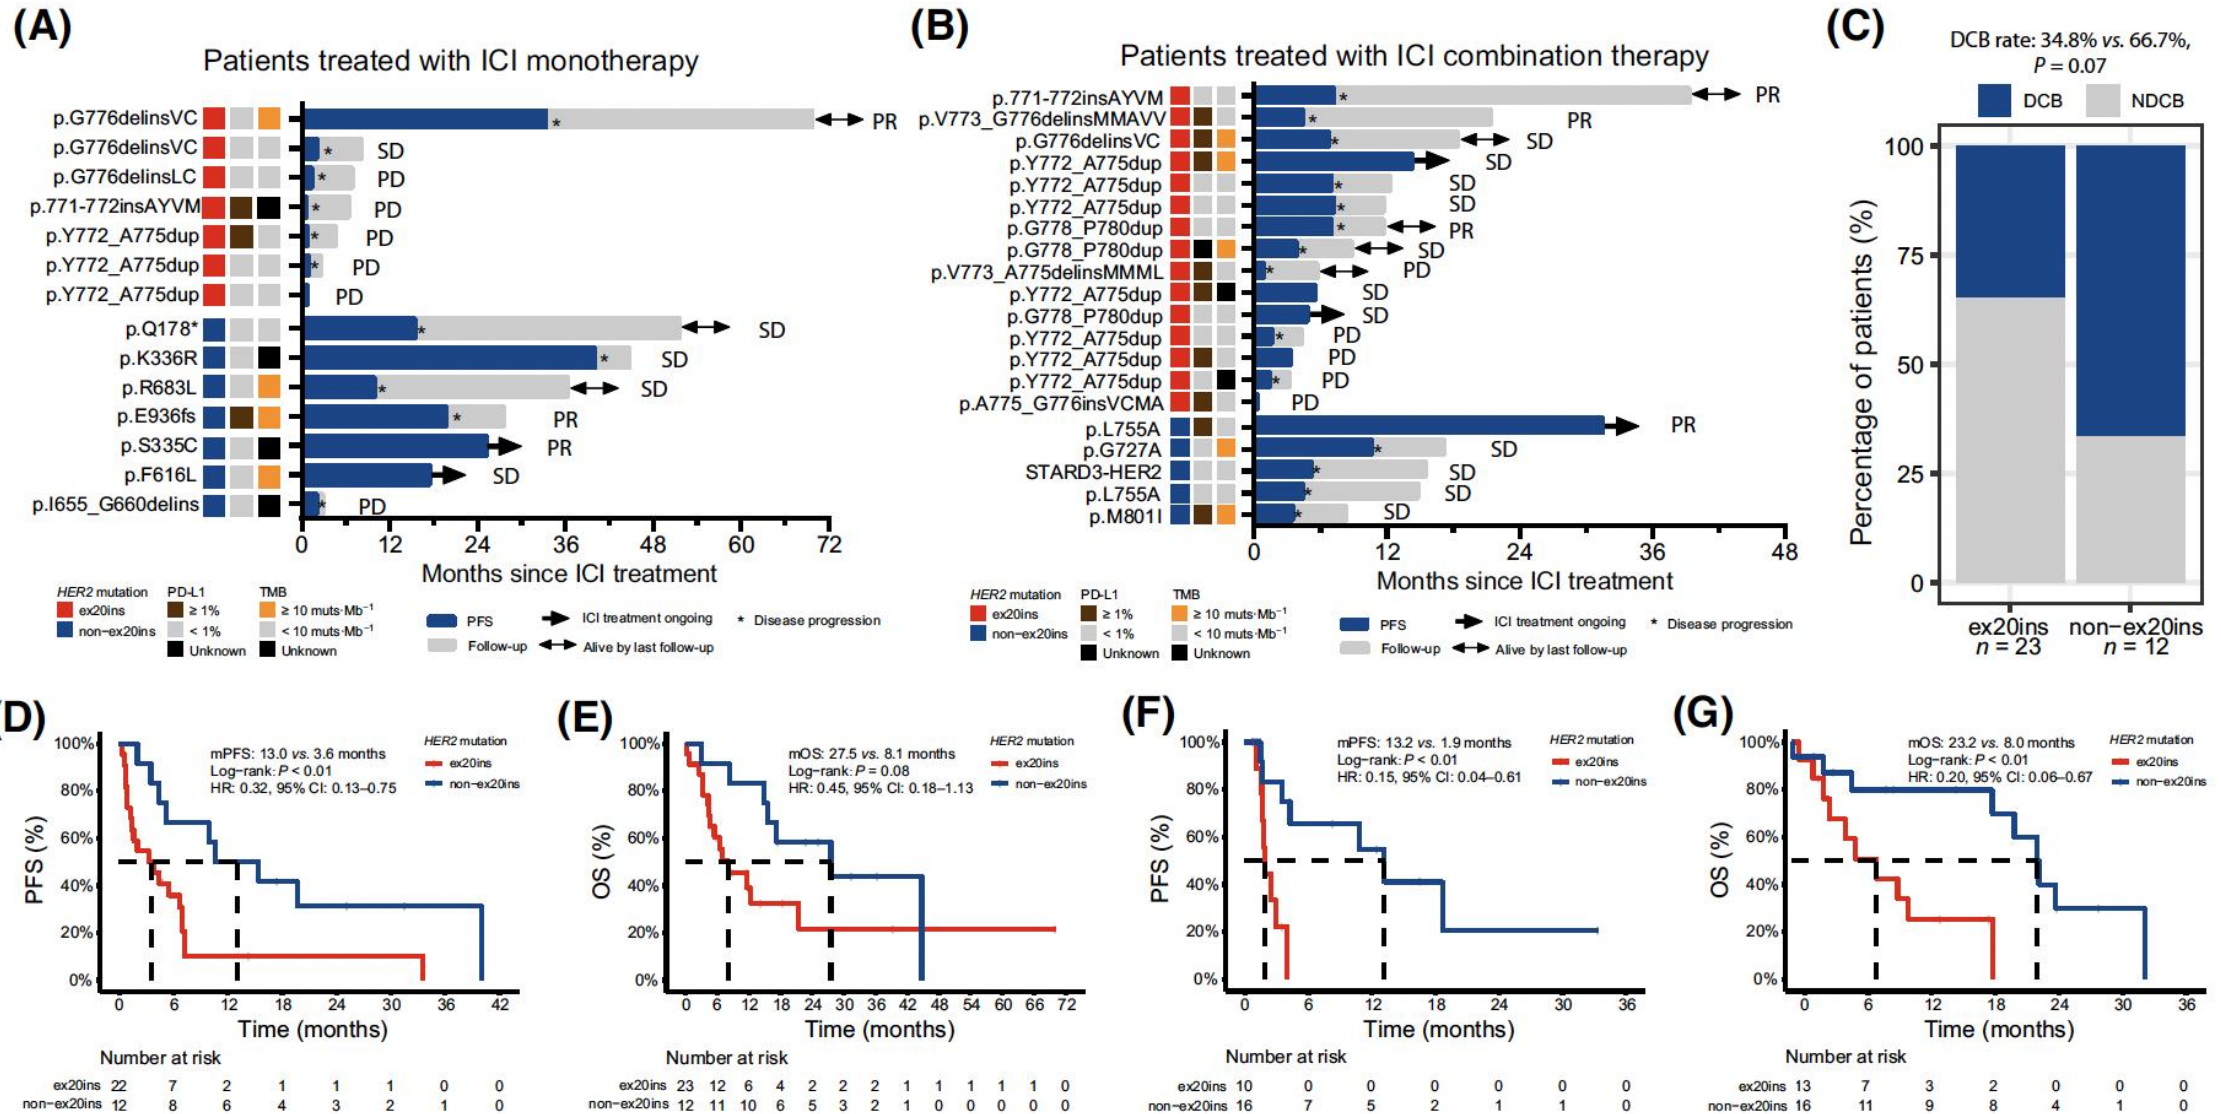 (A)
Patients treated with ICI monotherapy
p.G776delinsVC
PR
p.G776delinsVC
* SD
p.G776delinsLC
* PD
p.771-772insAYVM
* PD
p.Y772_A775dup
* PD
p.Y772_A775dup
* PD
p.Y772_A775dup
PD
p.Q178*
* SD
p.K336R
* SD
p.R683L
* SD
p.E936fs
* PR
p.S335C
PR
p.F616L
SD
p.I655_G660delins
* PD
0 12 24 36 48 60 72
Months since ICI treatment
HER2 mutation
ex20ins
non-ex20ins
PD-L1
≥ 1%
< 1%
Unknown
TMB
≥ 10 muts·Mb⁻¹
< 10 muts·Mb⁻¹
Unknown
PFS
Follow-up
ICI treatment ongoing
Alive by last follow-up
* Disease progression
(B)
Patients treated with ICI combination therapy
p.771-772insAYVM
* PR
p.V773_G776delinsMMAVV
* PR
p.G776delinsVC
* SD
p.Y772_A775dup
SD
p.Y772_A775dup
* SD
p.Y772_A775dup
* SD
p.G778_P780dup
* PR
p.G778_P780dup
* SD
p.V773_A775delinsMMML
* PD
p.Y772_A775dup
SD
p.G778_P780dup
SD
p.Y772_A775dup
* PD
p.Y772_A775dup
PD
p.Y772_A775dup
* PD
p.A775_G776insVCMA
PD
p.L755A
PR
p.G727A
* SD
STARD3-HER2
* SD
p.L755A
* SD
p.M801I
* SD
0 12 24 36 48
Months since ICI treatment
HER2 mutation
ex20ins
non-ex20ins
PD-L1
≥ 1%
< 1%
Unknown
TMB
≥ 10 muts·Mb⁻¹
< 10 muts·Mb⁻¹
Unknown
PFS
Follow-up
ICI treatment ongoing
Alive by last follow-up
* Disease progression
(C)
DCB rate: 34.8% vs. 66.7%,
P = 0.07
DCB NDCB
Percentage of patients (%)
100
75
50
25
0
ex20ins non-ex20ins
n = 23 n = 12
D)
mPFS: 13.0 vs. 3.6 months
Log-rank: P < 0.01
HR: 0.32, 95% CI: 0.13–0.75
HER2 mutation
ex20ins
non-ex20ins
PFS (%)
100%
80%
60%
40%
20%
0%
0 6 12 18 24 30 36 42
Time (months)
Number at risk
ex20ins 22 7 2 1 1 1 0 0
non-ex20ins 12 8 6 4 3 2 1 0
(E)
mOS: 27.5 vs. 8.1 months
Log-rank: P = 0.08
HR: 0.45, 95% CI: 0.18–1.13
HER2 mutation
ex20ins
non-ex20ins
OS (%)
100%
80%
60%
40%
20%
0%
0 6 12 18 24 30 36 42 48 54 60 66 72
Time (months)
Number at risk
ex20ins 23 12 6 4 2 2 2 1 1 1 1 1 0
non-ex20ins 12 11 10 6 5 3 2 1 0 0 0 0 0
(F)
mPFS: 13.2 vs. 1.9 months
Log-rank: P < 0.01
HR: 0.15, 95% CI: 0.04–0.61
HER2 mutation
ex20ins
non-ex20ins
PFS (%)
100%
80%
60%
40%
20%
0%
0 6 12 18 24 30 36
Time (months)
Number at risk
ex20ins 10 0 0 0 0 0 0
non-ex20ins 16 7 5 2 1 1 0
(G)
mOS: 23.2 vs. 8.0 months
Log-rank: P < 0.01
HR: 0.20, 95% CI: 0.06–0.67
HER2 mutation
ex20ins
non-ex20ins
OS (%)
100%
80%
60%
40%
20%
0%
0 6 12 18 24 30 36
Time (months)
Number at risk
ex20ins 13 7 3 2 0 0 0
non-ex20ins 16 11 9 8 4 1 0